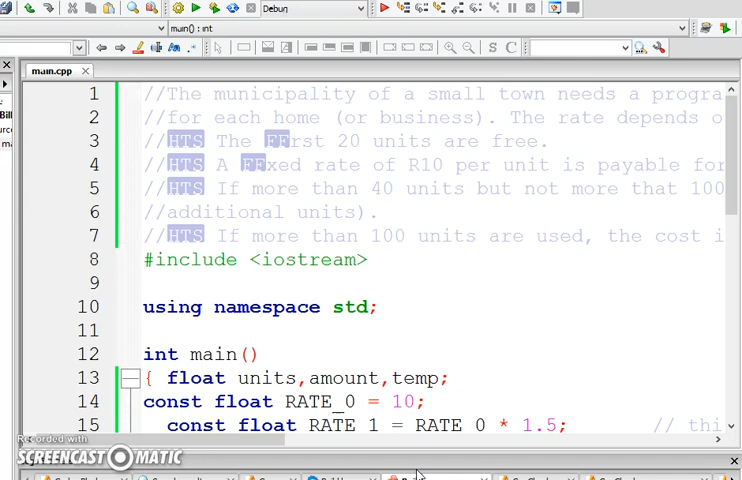 Debug
main() : int
S C
main.cpp
1 //The municipality of a small town needs a progra
2 //for each home (or business). The rate depends o
3 //HTS The FFrst 20 units are free.
4 //HTS A FFxed rate of R10 per unit is payable for
5 //HTS If more than 40 units but not more that 100
6 //additional units).
7 //HTS If more than 100 units are used, the cost i
8 #include <iostream>
9
10 using namespace std;
11
12 int main()
13 { float units,amount,temp;
14 const float RATE_0 = 10;
15 const float RATE_1 = RATE_0 * 1.5; // thi
Recorded with
SCREENCAST MATIC